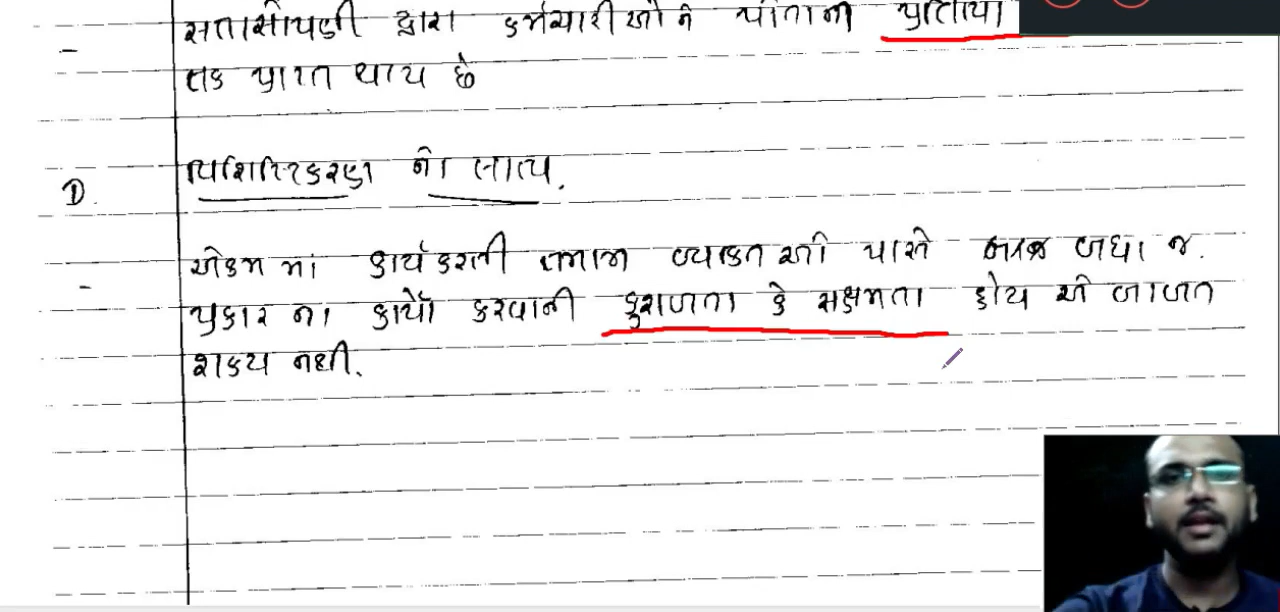 સત્તાસોંપણી દ્વારા કર્મચારીઓને પોતાની પ્રતિભા
તક પ્રાપ્ત થાય છે
D. વિશિષ્ટિકરણ નો લાભ.
- એકમ માં કાર્ય કરતી તમામ વ્યકિત ઓ પાસે બધા જ
પ્રકાર ના કાર્યો કરવાની કુશળતા કે સક્ષમતા હોય એ બાબત
શક્ય નથી.